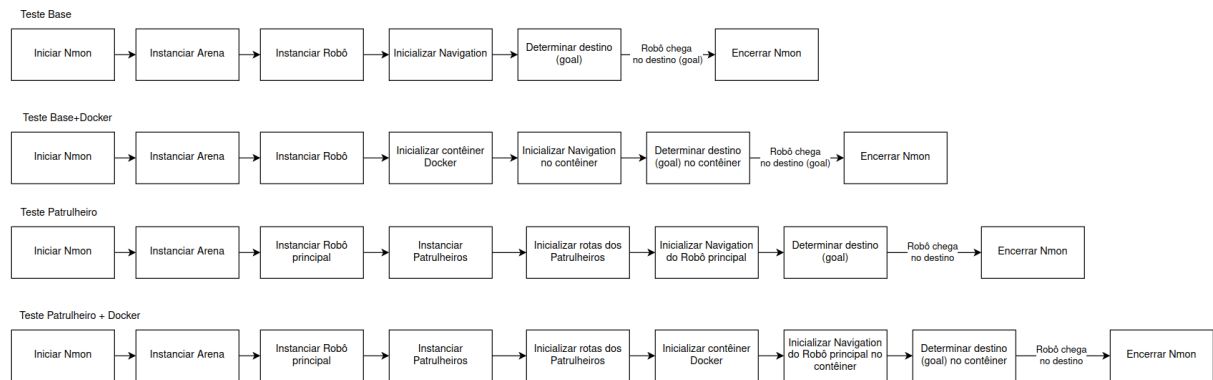 Teste Base
Iniciar Nmon
Instanciar Arena
Instanciar Robô
Inicializar Navigation
Determinar destino
(goal)
Robô chega
no destino (goal)
Encerrar Nmon
Teste Base+Docker
Iniciar Nmon
Instanciar Arena
Instanciar Robô
Inicializar contêiner
Docker
Inicializar Navigation
no contêiner
Determinar destino
(goal) no contêiner
Robô chega
no destino (goal)
Encerrar Nmon
Teste Patrulheiro
Iniciar Nmon
Instanciar Arena
Instanciar Robô
principal
Instanciar
Patrulheiros
Inicializar rotas dos
Patrulheiros
Inicializar Navigation
do Robô principal
Determinar destino
(goal)
Robô chega
no destino
Encerrar Nmon
Teste Patrulheiro + Docker
Iniciar Nmon
Instanciar Arena
Instanciar Robô
principal
Instanciar
Patrulheiros
Inicializar rotas dos
Patrulheiros
Inicializar contêiner
Docker
Inicializar Navigation
do Robô principal no
contêiner
Determinar destino
(goal) no contêiner
Robô chega
no destino
Encerrar Nmon